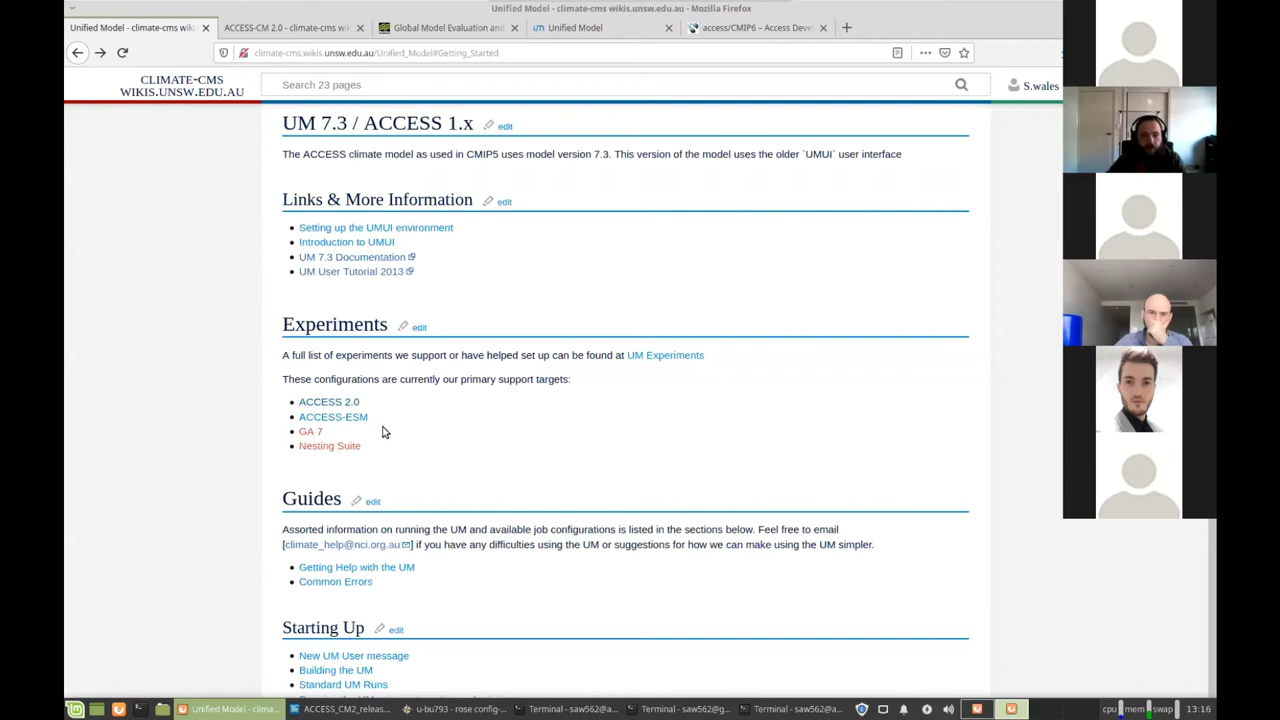 Unified Model - climate-cms wikis.unsw.edu.au - Mozilla Firefox
Unified Model - climate-cms wiki
ACCESS-CM 2.0 - climate-cms wi
Global Model Evaluation and
um Unified Model
access/CMIP6 – Access Deve
climate-cms.wikis.unsw.edu.au/Unified_Model#Getting_Started
CLIMATE-CMS
WIKIS.UNSW.EDU.AU
Search 23 pages
S.wales
UM 7.3 / ACCESS 1.x edit
The ACCESS climate model as used in CMIP5 uses model version 7.3. This version of the model uses the older `UMUI` user interface
Links & More Information edit
Setting up the UMUI environment
Introduction to UMUI
UM 7.3 Documentation
UM User Tutorial 2013
Experiments edit
A full list of experiments we support or have helped set up can be found at UM Experiments
These configurations are currently our primary support targets:
ACCESS 2.0
ACCESS-ESM
GA 7
Nesting Suite
Guides edit
Assorted information on running the UM and available job configurations is listed in the sections below. Feel free to email
[climate_help@nci.org.au] if you have any difficulties using the UM or suggestions for how we can make using the UM simpler.
Getting Help with the UM
Common Errors
Starting Up edit
New UM User message
Building the UM
Standard UM Runs
Unified Model - clima...
ACCESS_CM2_releas...
u-bu793 - rose config-...
Terminal - saw562@a...
Terminal - saw562@g...
Terminal - saw562@a...
cpu mem swap 13:16